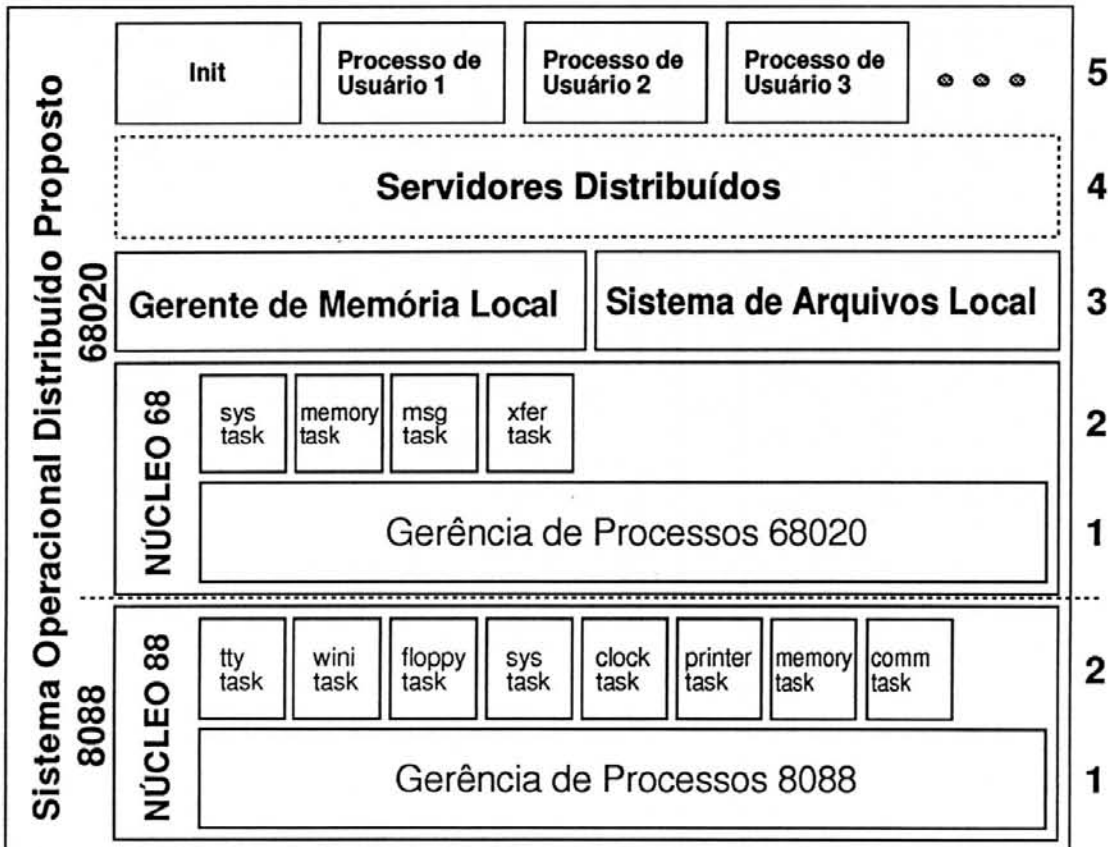 Sistema Operacional Distribuído Proposto
68020
8088
Init
Processo de
Usuário 1
Processo de
Usuário 2
Processo de
Usuário 3
5
Servidores Distribuídos
4
Gerente de Memória Local
Sistema de Arquivos Local
3
NÚCLEO 68
sys
task
memory
task
msg
task
xfer
task
2
Gerência de Processos 68020
1
NÚCLEO 88
tty
task
wini
task
floppy
task
sys
task
clock
task
printer
task
memory
task
comm
task
2
Gerência de Processos 8088
1